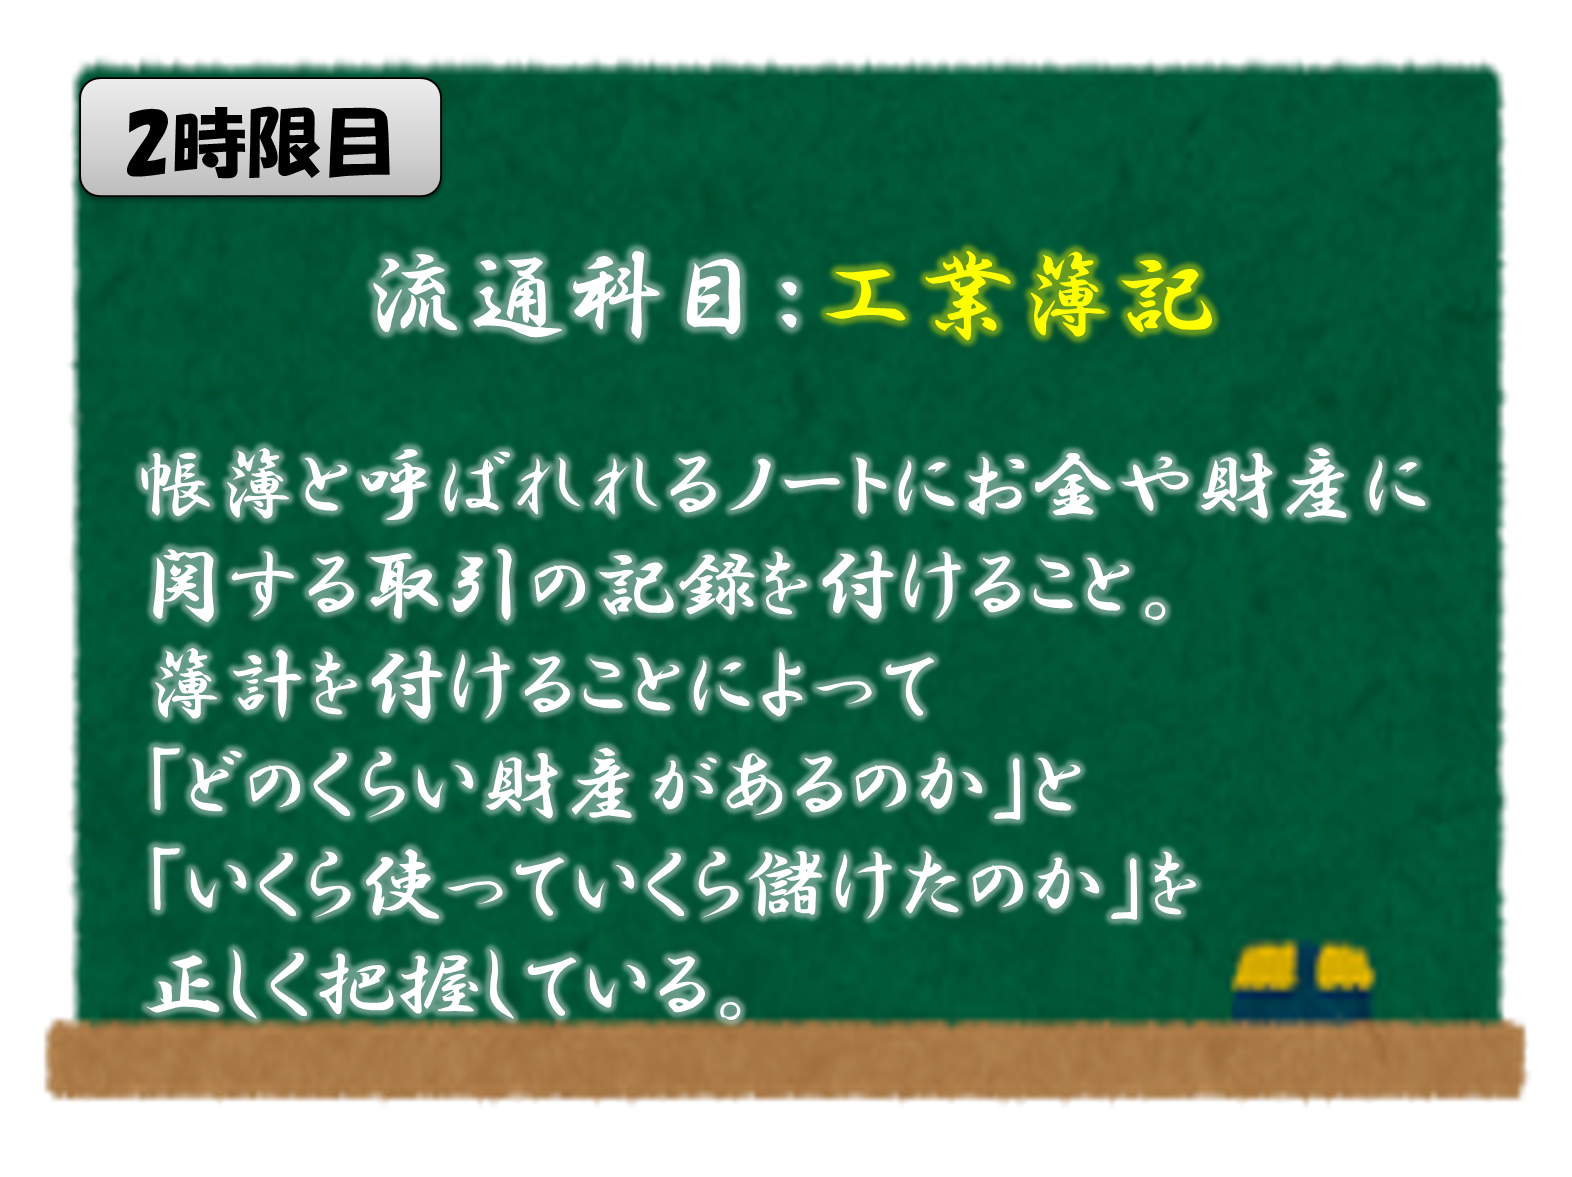 2時限目
流通科目：工業簿記
帳簿と呼ばれれるノートにお金や財産に
関する取引の記録を付けること。
簿計を付けることによって
「どのくらい財産があるのか」と
「いくら使っていくら儲けたのか」を
正しく把握している。